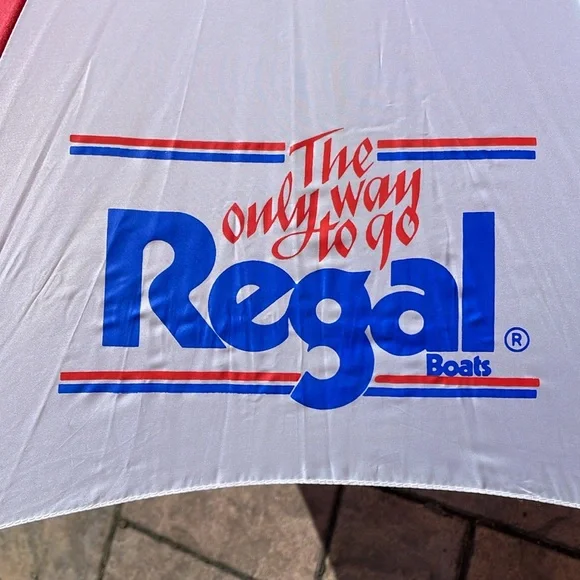 The
only way
to go
Regal®
Boats